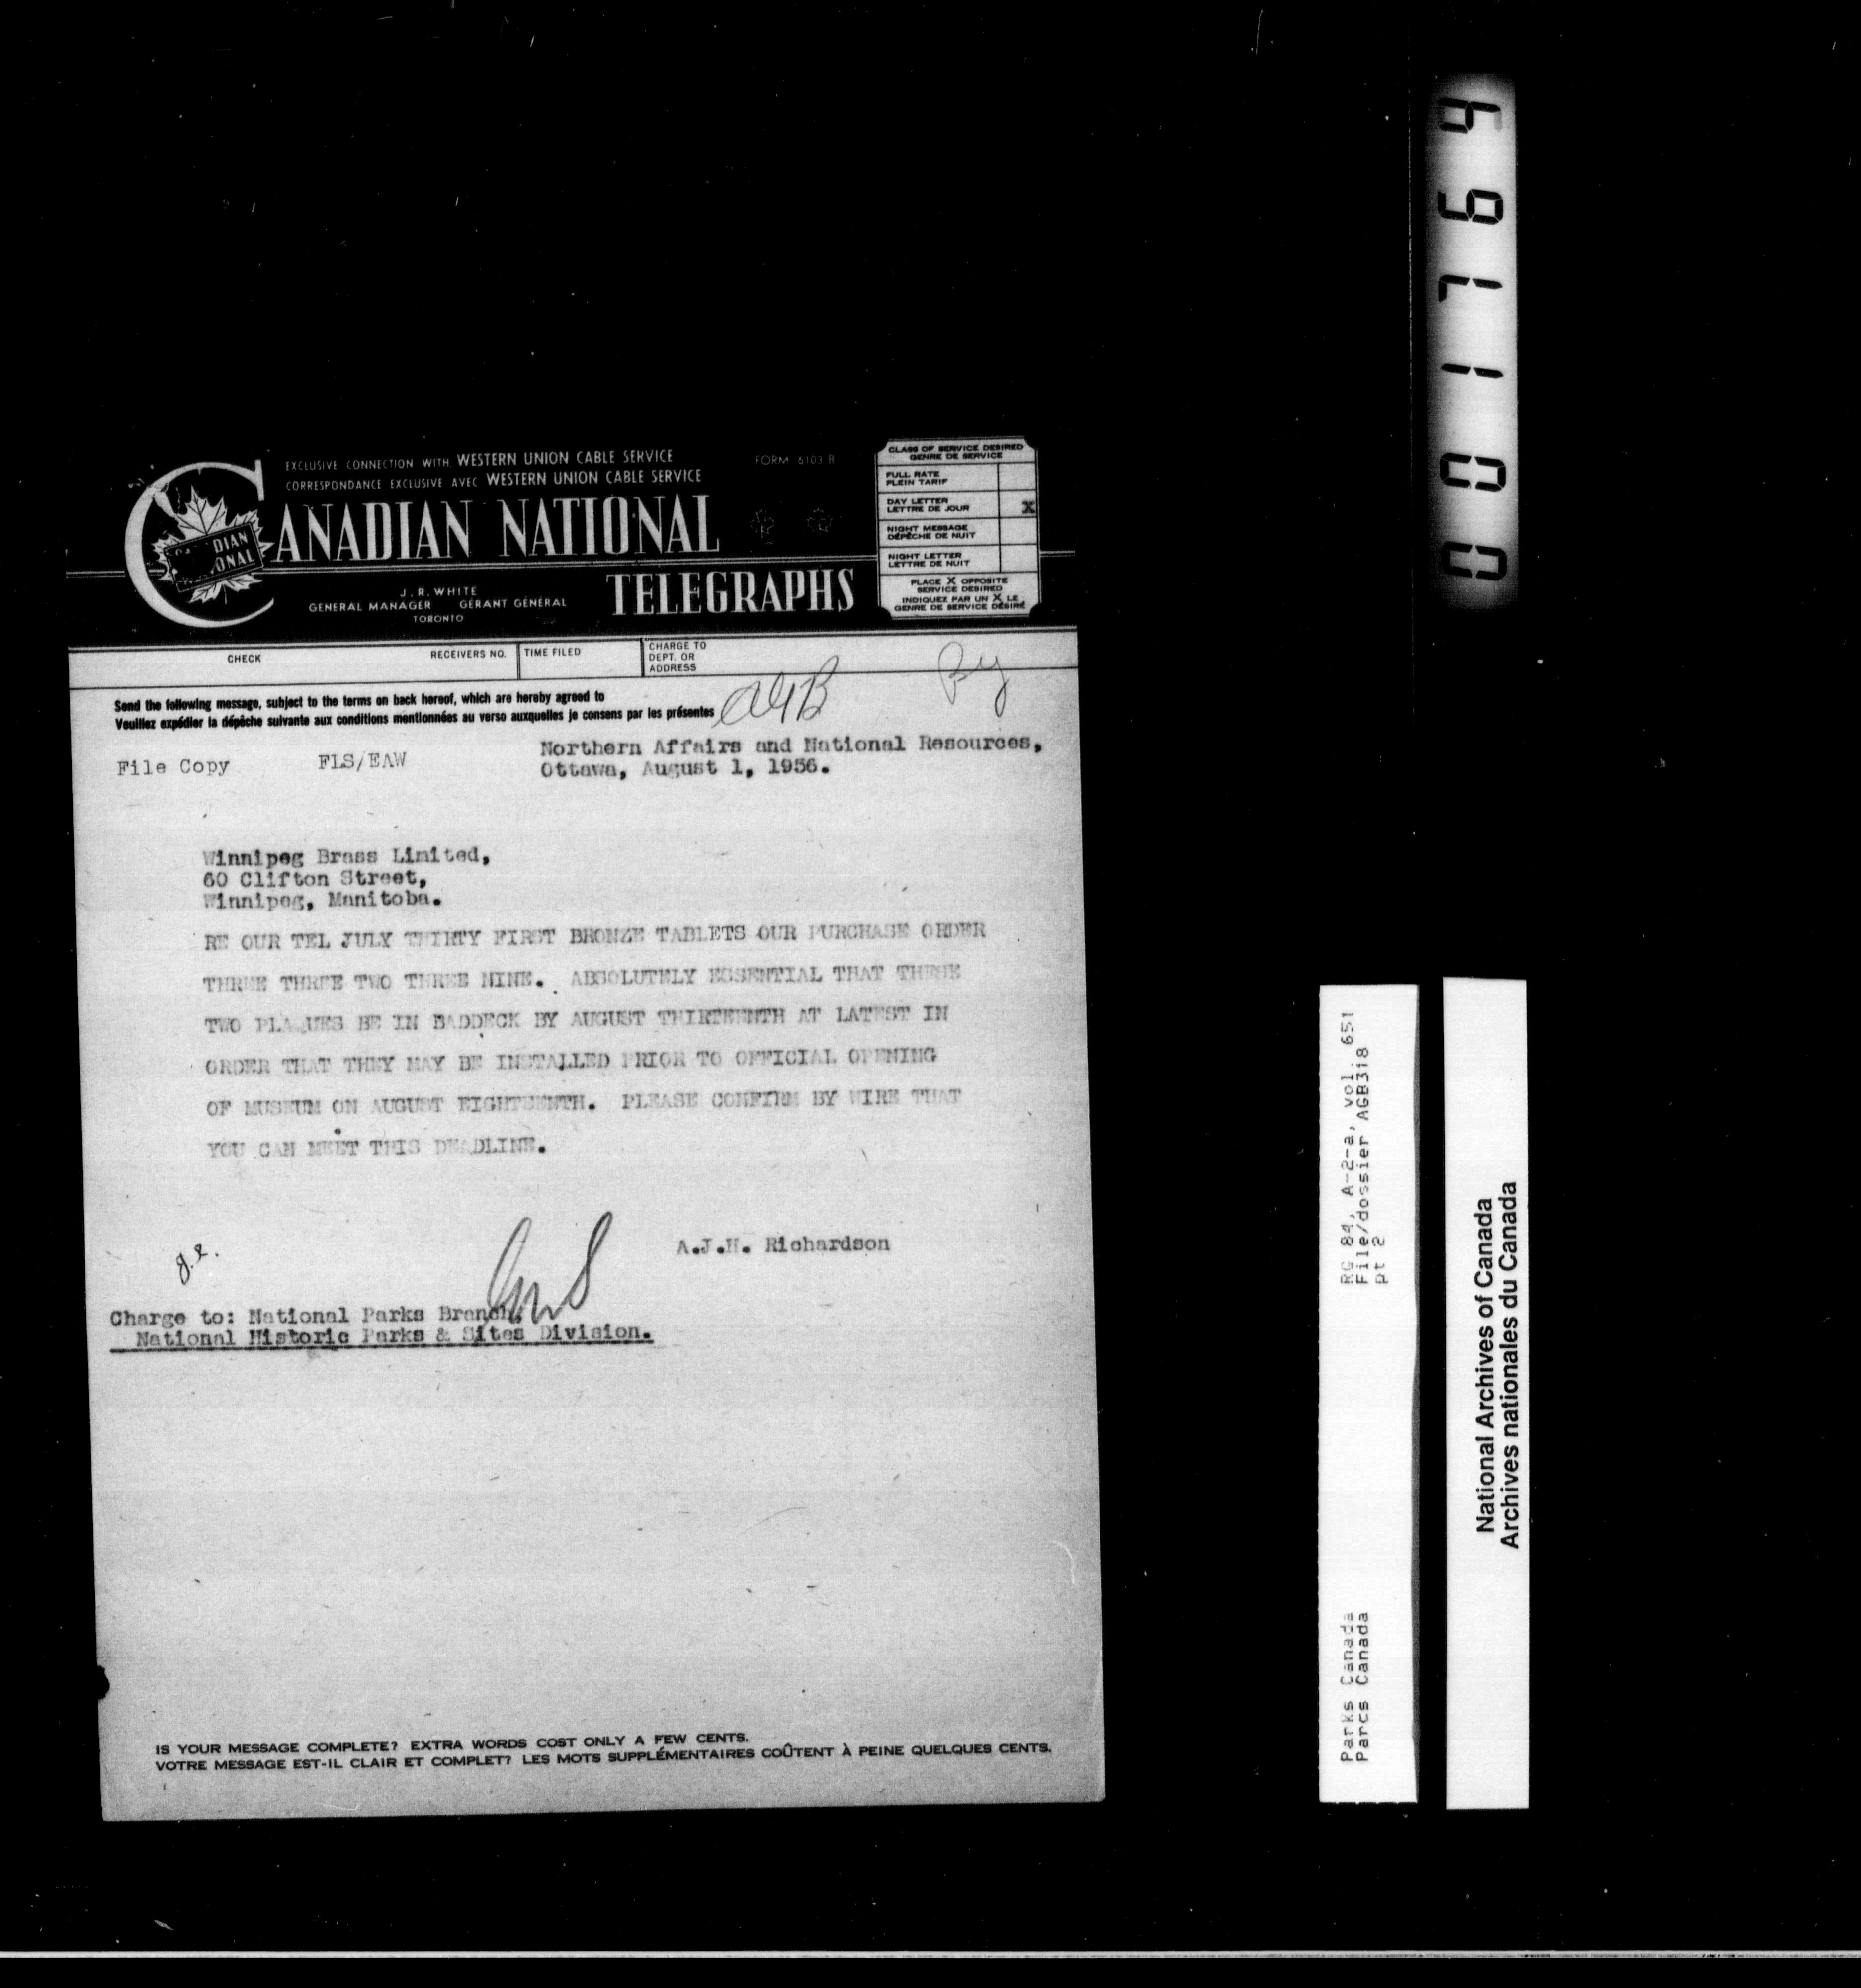 EXCLUSIVE CONNECTION WITH WESTERN UNION CABLE SERVICE
CORRESPONDANCE EXCLUSIVE AVEC WESTERN UNION CABLE SERVICE
FORM 6103 B
CANADIAN NATIONAL
TELEGRAPHS
J. R. WHITE
GENERAL MANAGER GÉRANT GÉNÉRAL
TORONTO
CLASS OF SERVICE DESIRED
GENRE DE SERVICE
FULL RATE
PLEIN TARIF
DAY LETTER
LETTRE DE JOUR X
NIGHT MESSAGE
DÉPÊCHE DE NUIT
NIGHT LETTER
LETTRE DE NUIT
PLACE X OPPOSITE
SERVICE DESIRED
INDIQUEZ PAR UN X LE
GENRE DE SERVICE DÉSIRÉ
CHECK
RECEIVERS NO.
TIME FILED
CHARGE TO
DEPT. OR
ADDRESS
Send the following message, subject to the terms on back hereof, which are hereby agreed to
Veuillez expédier la dépêche suivante aux conditions mentionnées au verso auxquelles je consens par les présentes
File Copy FLS/EAW
Northern Affairs and National Resources,
Ottawa, August 1, 1956.
Winnipeg Brass Limited,
60 Clifton Street,
Winnipeg, Manitoba.
RE OUR TEL JULY THIRTY FIRST BRONZE TABLETS OUR PURCHASE ORDER
THREE THREE TWO THREE NINE. ABSOLUTELY ESSENTIAL THAT THESE
TWO PLAQUES BE IN BADDECK BY AUGUST THIRTEENTH AT LATEST IN
ORDER THAT THEY MAY BE INSTALLED PRIOR TO OFFICIAL OPENING
OF MUSEUM ON AUGUST EIGHTEENTH. PLEASE CONFIRM BY WIRE THAT
YOU CAN MEET THIS DEADLINE.
A.J.H. Richardson
Charge to: National Parks Branch,
National Historic Parks & Sites Division.
IS YOUR MESSAGE COMPLETE? EXTRA WORDS COST ONLY A FEW CENTS.
VOTRE MESSAGE EST-IL CLAIR ET COMPLET? LES MOTS SUPPLÉMENTAIRES COÛTENT À PEINE QUELQUES CENTS.
001769
RG 84, A-2-a, vol. 651
File/dossier AGB318
pt 2
Parks Canada
Parcs Canada
National Archives of Canada
Archives nationales du Canada